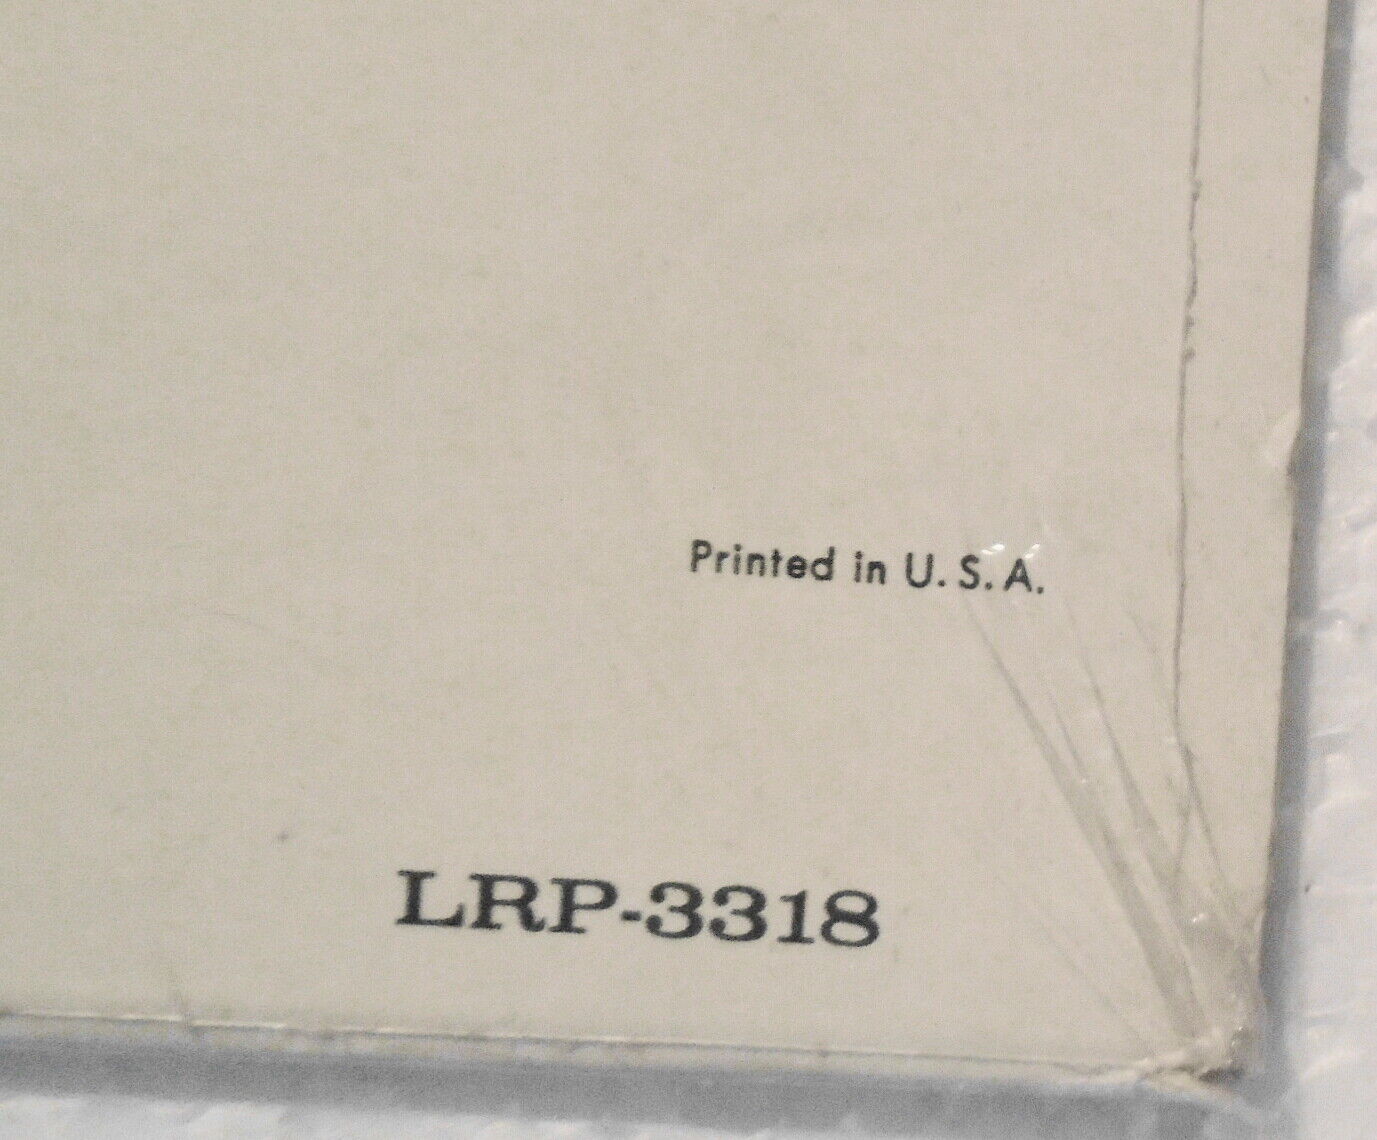 Printed in U. S. A.
LRP-3318